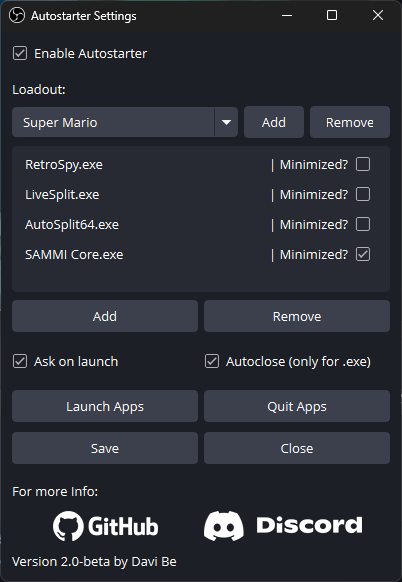 Autostarter Settings
Enable Autostarter
Loadout:
Super Mario Add Remove
RetroSpy.exe | Minimized?
LiveSplit.exe | Minimized?
AutoSplit64.exe | Minimized?
SAMMI Core.exe | Minimized?
Add Remove
Ask on launch Autoclose (only for .exe)
Launch Apps Quit Apps
Save Close
For more Info:
GitHub Discord
Version 2.0-beta by Davi Be